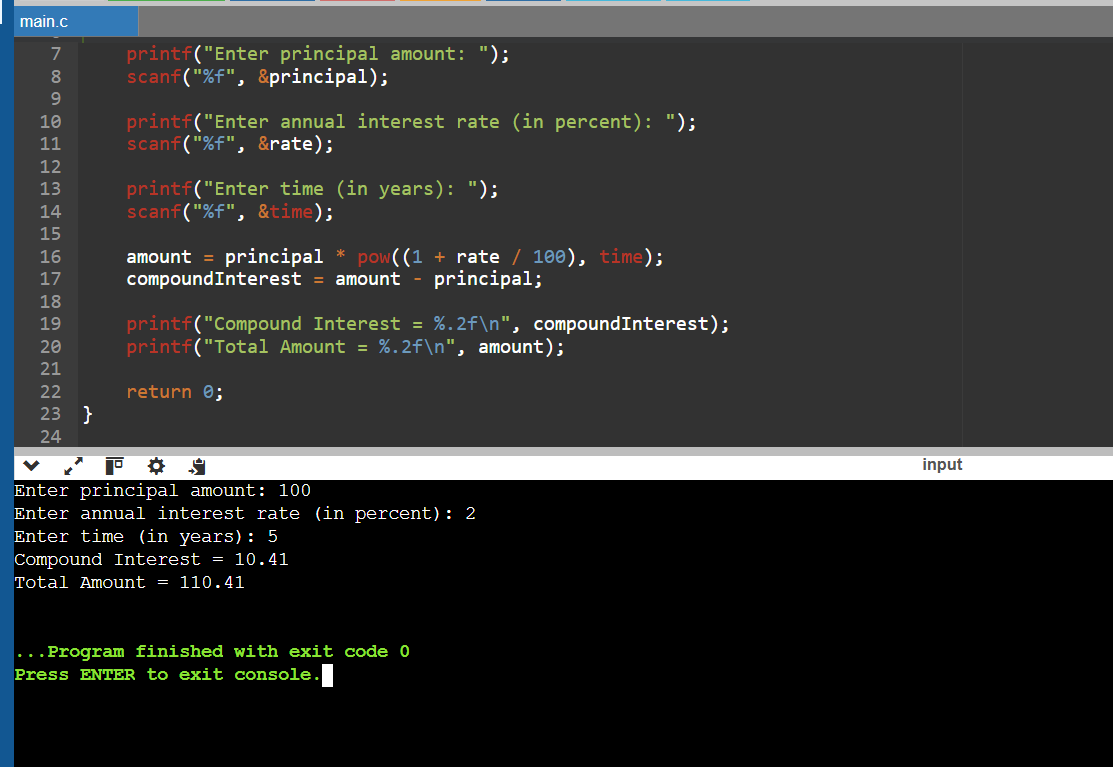 main.c
7 printf("Enter principal amount: ");
8 scanf("%f", &principal);
9
10 printf("Enter annual interest rate (in percent): ");
11 scanf("%f", &rate);
12
13 printf("Enter time (in years): ");
14 scanf("%f", &time);
15
16 amount = principal * pow((1 + rate / 100), time);
17 compoundInterest = amount - principal;
18
19 printf("Compound Interest = %.2f\n", compoundInterest);
20 printf("Total Amount = %.2f\n", amount);
21
22 return 0;
23 }
24
input
Enter principal amount: 100
Enter annual interest rate (in percent): 2
Enter time (in years): 5
Compound Interest = 10.41
Total Amount = 110.41
...Program finished with exit code 0
Press ENTER to exit console.